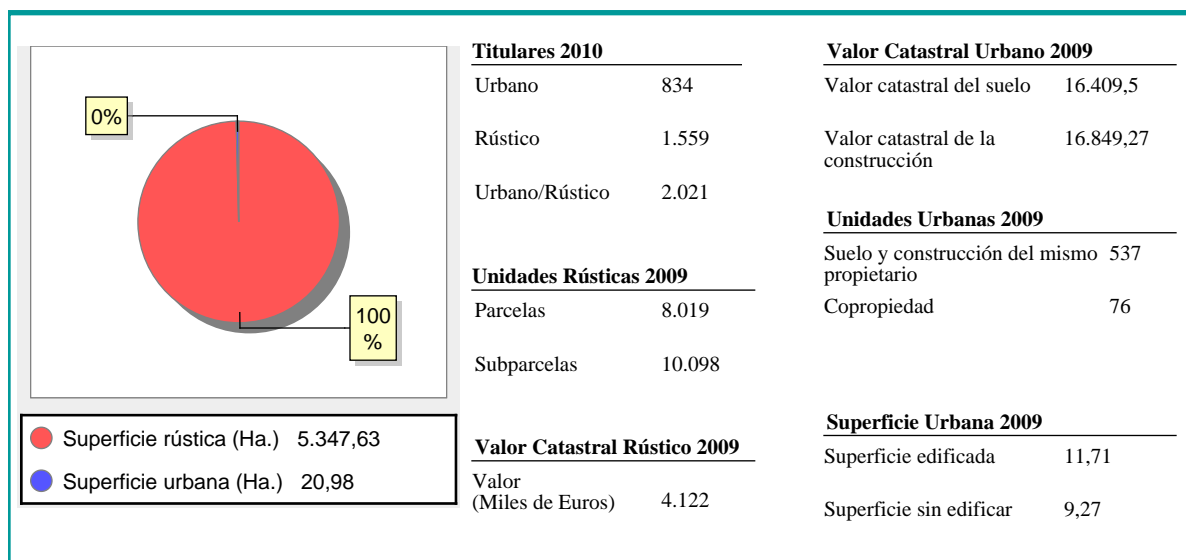 0%
100
%
Superficie rústica (Ha.) 5.347,63
Superficie urbana (Ha.) 20,98
Titulares 2010
Urbano 834
Rústico 1.559
Urbano/Rústico 2.021
Unidades Rústicas 2009
Parcelas 8.019
Subparcelas 10.098
Valor Catastral Rústico 2009
Valor
(Miles de Euros) 4.122
Valor Catastral Urbano 2009
Valor catastral del suelo 16.409,5
Valor catastral de la 16.849,27
construcción
Unidades Urbanas 2009
Suelo y construcción del mismo 537
propietario
Copropiedad 76
Superficie Urbana 2009
Superficie edificada 11,71
Superficie sin edificar 9,27